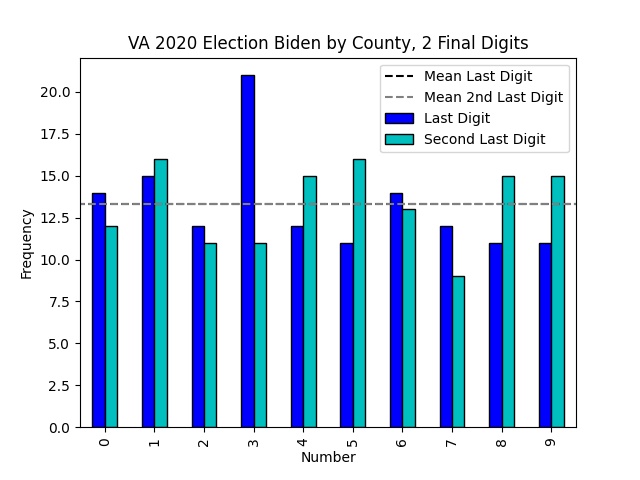 VA 2020 Election Biden by County, 2 Final Digits
Mean Last Digit
Mean 2nd Last Digit
Last Digit
Second Last Digit
20.0
17.5
15.0
12.5
10.0
7.5
5.0
2.5
0.0
Frequency
0 1 2 3 4 5 6 7 8 9
Number